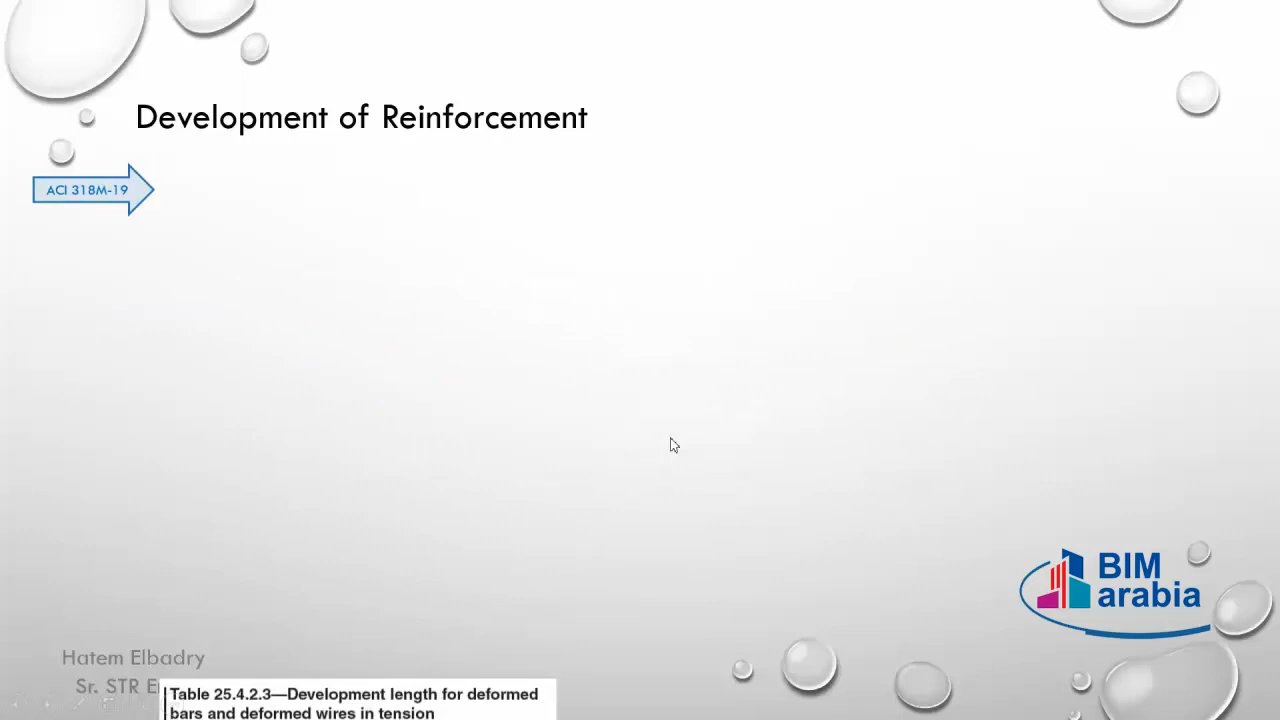 Development of Reinforcement
ACI 318M-19
BIM
arabia
Hatem Elbadry
Sr. STR
Table 25.4.2.3—Development length for deformed
bars and deformed wires in tension